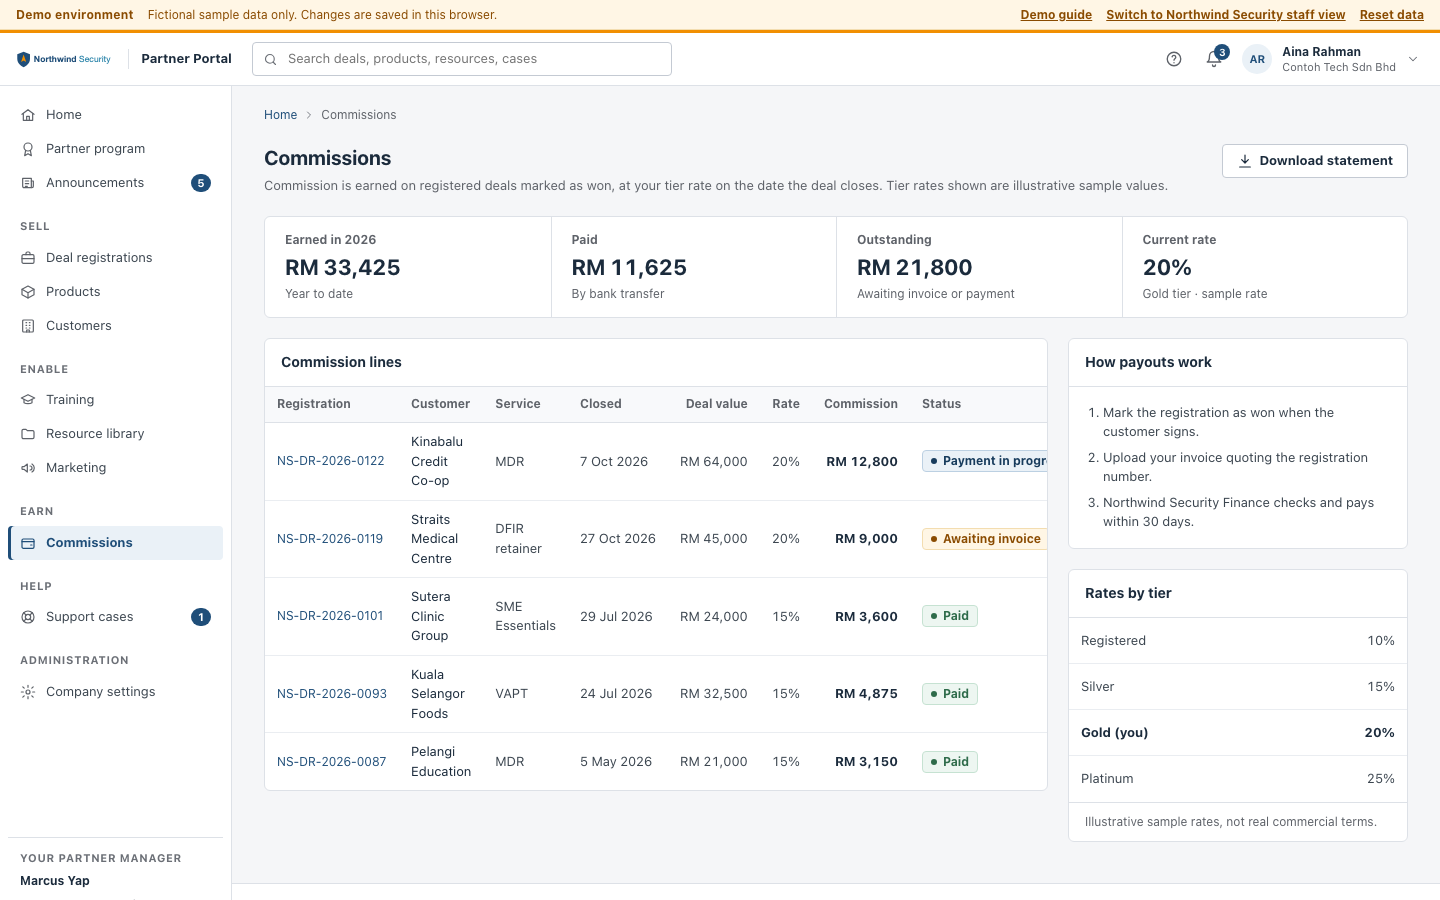 Demo environment Fictional sample data only. Changes are saved in this browser. Demo guide Switch to Northwind Security staff view Reset data
Northwind Security Partner Portal Search deals, products, resources, cases 3 AR Aina Rahman
Contoh Tech Sdn Bhd
Home
Partner program
Announcements 5
SELL
Deal registrations
Products
Customers
ENABLE
Training
Resource library
Marketing
EARN
Commissions
HELP
Support cases 1
ADMINISTRATION
Company settings
YOUR PARTNER MANAGER
Marcus Yap
Home Commissions
Commissions
Download statement
Commission is earned on registered deals marked as won, at your tier rate on the date the deal closes. Tier rates shown are illustrative sample values.
Earned in 2026
RM 33,425
Year to date
Paid
RM 11,625
By bank transfer
Outstanding
RM 21,800
Awaiting invoice or payment
Current rate
20%
Gold tier · sample rate
Commission lines
Registration Customer Service Closed Deal value Rate Commission Status
NS-DR-2026-0122 Kinabalu Credit Co-op MDR 7 Oct 2026 RM 64,000 20% RM 12,800 Payment in progr
NS-DR-2026-0119 Straits Medical Centre DFIR retainer 27 Oct 2026 RM 45,000 20% RM 9,000 Awaiting invoice
NS-DR-2026-0101 Sutera Clinic Group SME Essentials 29 Jul 2026 RM 24,000 15% RM 3,600 Paid
NS-DR-2026-0093 Kuala Selangor Foods VAPT 24 Jul 2026 RM 32,500 15% RM 4,875 Paid
NS-DR-2026-0087 Pelangi Education MDR 5 May 2026 RM 21,000 15% RM 3,150 Paid
How payouts work
1. Mark the registration as won when the
customer signs.
2. Upload your invoice quoting the registration
number.
3. Northwind Security Finance checks and pays
within 30 days.
Rates by tier
Registered 10%
Silver 15%
Gold (you) 20%
Platinum 25%
Illustrative sample rates, not real commercial terms.